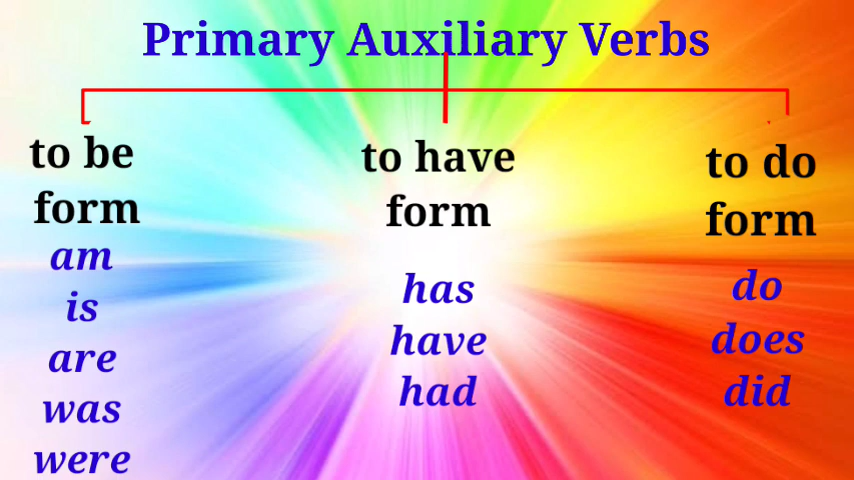 Primary Auxiliary Verbs
to be
form
am
is
are
was
were
to have
form
has
have
had
to do
form
do
does
did